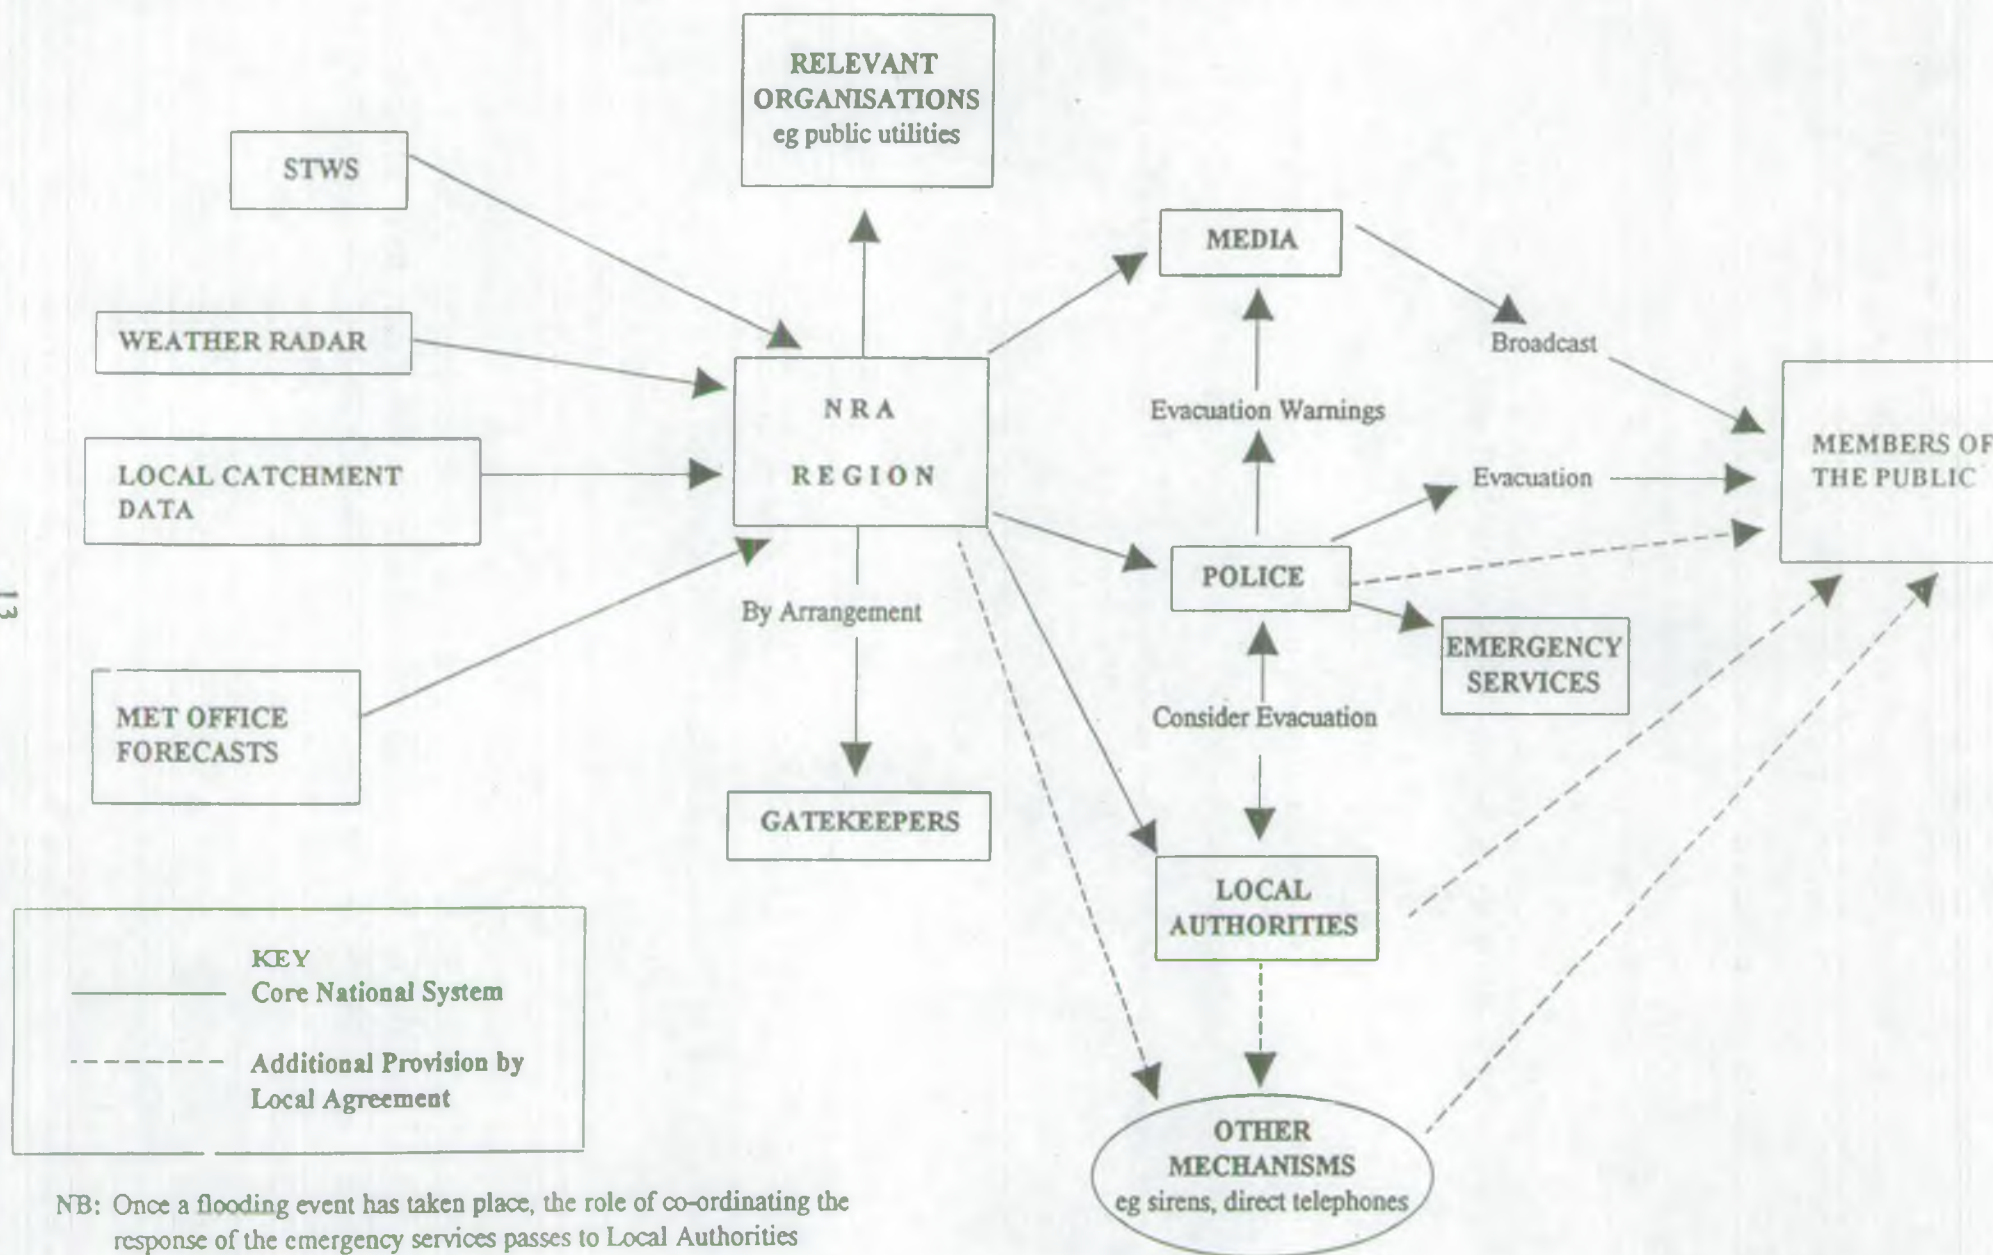 RELEVANT
ORGANISATIONS
eg public utilities
STWS
MEDIA
WEATHER RADAR
Broadcast
N R A
REGION
Evacuation Warnings
MEMBERS OF
THE PUBLIC
LOCAL CATCHMENT
DATA
Evacuation
POLICE
By Arrangement
EMERGENCY
SERVICES
MET OFFICE
FORECASTS
Consider Evacuation
GATEKEEPERS
LOCAL
AUTHORITIES
KEY
Core National System
Additional Provision by
Local Agreement
OTHER
MECHANISMS
eg sirens, direct telephones
NB: Once a flooding event has taken place, the role of co-ordinating the
response of the emergency services passes to Local Authorities
13